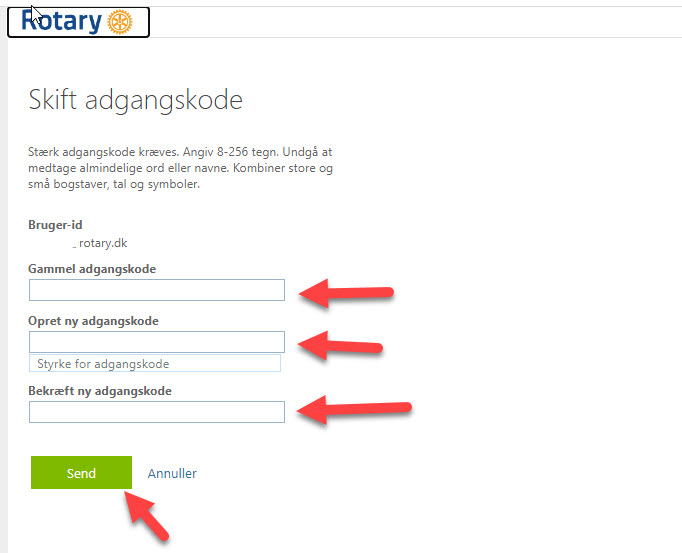 Rotary
Skift adgangskode
Stærk adgangskode kræves. Angiv 8-256 tegn. Undgå at
medtage almindelige ord eller navne. Kombiner store og
små bogstaver, tal og symboler.
Bruger-id
_ rotary.dk
Gammel adgangskode
Opret ny adgangskode
Styrke for adgangskode
Bekræft ny adgangskode
Send Annuller